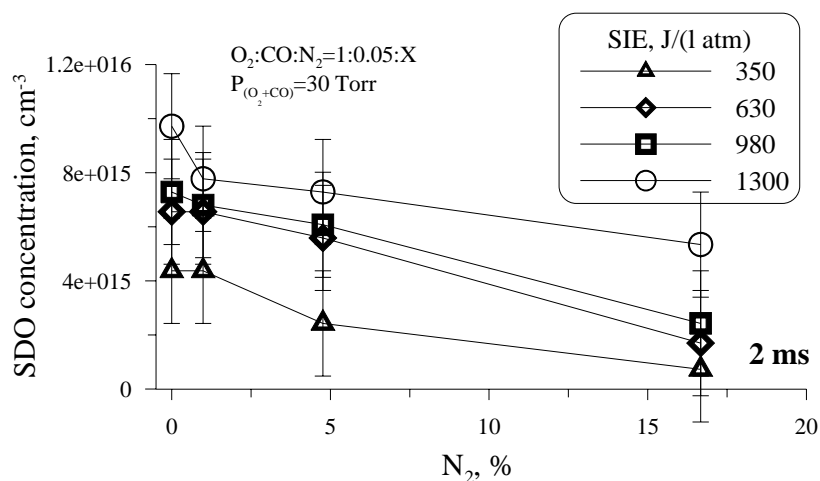 O₂:CO:N₂=1:0.05:X
P(O₂+CO)=30 Torr
SIE, J/(l atm)
350
630
980
1300
1.2e+016
8e+015
4e+015
0
SDO concentration, cm⁻³
2 ms
0 5 10 15 20
N₂, %